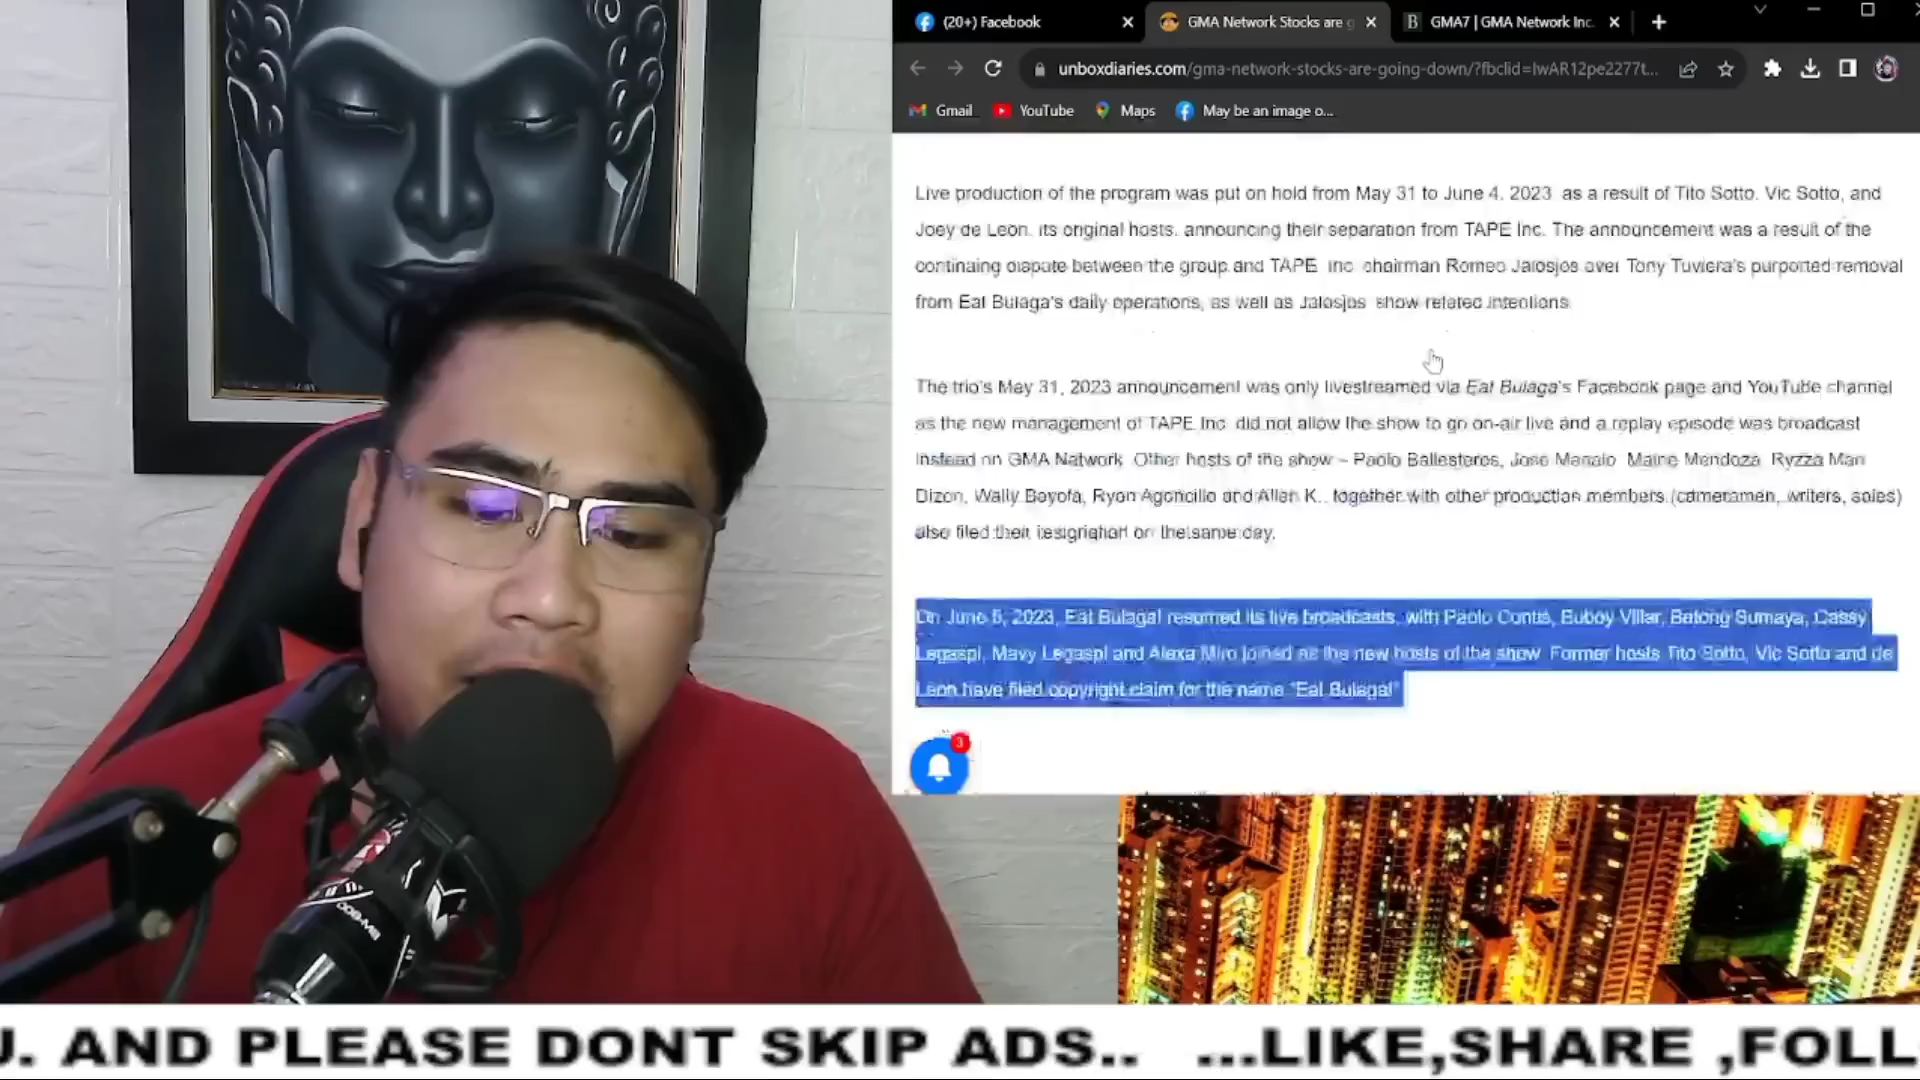 (20+) Facebook
GMA Network Stocks are g
GMA7 | GMA Network Inc.
unboxdiaries.com/gma-network-stocks-are-going-down/?fbclid=IwAR12pe2277t...
Gmail
YouTube
Maps
May be an image o...
Live production of the program was put on hold from May 31 to June 4, 2023 as a result of Tito Sotto, Vic Sotto, and
Joey de Leon, its original hosts, announcing their separation from TAPE Inc. The announcement was a result of the
continuing dispute between the group and TAPE Inc chairman Romeo Jalosjos over Tony Tuviera's purported removal
from Eat Bulaga's daily operations, as well as Jalosjos' show related intentions.
The trio's May 31, 2023 announcement was only livestreamed via Eat Bulaga's Facebook page and YouTube channel
as the new management of TAPE Inc did not allow the show to go on-air live and a replay episode was broadcast
instead on GMA Network. Other hosts of the show – Paolo Ballesteros, Jose Manalo, Maine Mendoza, Ryzza Mae
Dizon, Wally Bayola, Ryan Agoncillo and Allan K., together with other production members (cameramen, writers, sales)
also filed their resignation on the same day.
On June 5, 2023, Eat Bulaga! resumed its live broadcasts, with Paolo Contis, Buboy Villar, Betong Sumaya, Cassy
Legaspi, Mavy Legaspi and Alexa Miro joined as the new hosts of the show. Former hosts Tito Sotto, Vic Sotto and de
Leon have filed copyright claim for the name "Eat Bulaga!"
3
U. AND PLEASE DONT SKIP ADS.. ...LIKE,SHARE ,FOLL